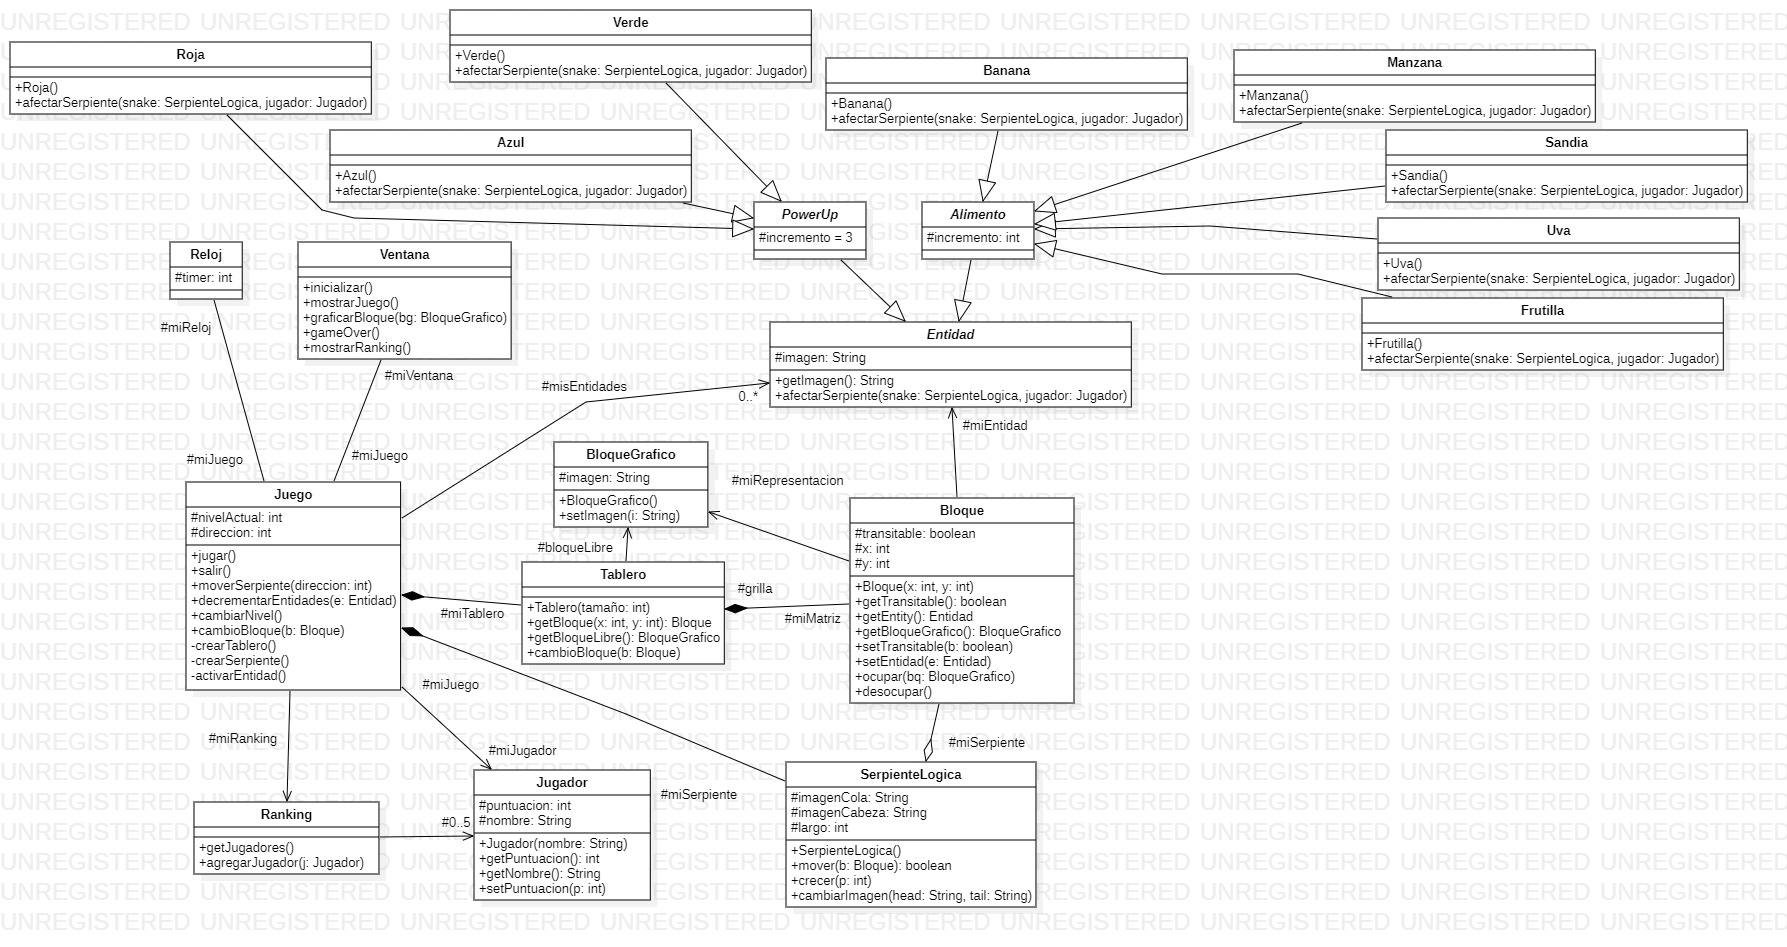 UNREGISTERED
Verde
+Verde()
+afectarSerpiente(snake: SerpienteLogica, jugador: Jugador)
Roja
+Roja()
+afectarSerpiente(snake: SerpienteLogica, jugador: Jugador)
Banana
+Banana()
+afectarSerpiente(snake: SerpienteLogica, jugador: Jugador)
Manzana
+Manzana()
+afectarSerpiente(snake: SerpienteLogica, jugador: Jugador)
Azul
+Azul()
+afectarSerpiente(snake: SerpienteLogica, jugador: Jugador)
Sandia
+Sandia()
+afectarSerpiente(snake: SerpienteLogica, jugador: Jugador)
PowerUp
#incremento = 3
Alimento
#incremento: int
Uva
+Uva()
+afectarSerpiente(snake: SerpienteLogica, jugador: Jugador)
Frutilla
+Frutilla()
+afectarSerpiente(snake: SerpienteLogica, jugador: Jugador)
Reloj
#timer: int
Ventana
+inicializar()
+mostrarJuego()
+graficarBloque(bg: BloqueGrafico)
+gameOver()
+mostrarRanking()
#miReloj
#miVentana
Entidad
#imagen: String
+getImagen(): String
+afectarSerpiente(snake: SerpienteLogica, jugador: Jugador)
#misEntidades
0..*
#miEntidad
#miJuego
#miJuego
BloqueGrafico
#imagen: String
+BloqueGrafico()
+setImagen(i: String)
#miRepresentacion
Juego
#nivelActual: int
#direccion: int
+jugar()
+salir()
+moverSerpiente(direccion: int)
+decrementarEntidades(e: Entidad)
+cambiarNivel()
+cambioBloque(b: Bloque)
-crearTablero()
-crearSerpiente()
-activarEntidad()
Bloque
#transitable: boolean
#x: int
#y: int
+Bloque(x: int, y: int)
+getTransitable(): boolean
+getEntity(): Entidad
+getBloqueGrafico(): BloqueGrafico
+setTransitable(b: boolean)
+setEntidad(e: Entidad)
+ocupar(bq: BloqueGrafico)
+desocupar()
#bloqueLibre
Tablero
+Tablero(tamaño: int)
+getBloque(x: int, y: int): Bloque
+getBloqueLibre(): BloqueGrafico
+cambioBloque(b: Bloque)
#grilla
#miMatriz
#miTablero
#miJuego
#miRanking
#miJugador
#miSerpiente
#miSerpiente
Ranking
+getJugadores()
+agregarJugador(j: Jugador)
#0..5
Jugador
#puntuacion: int
#nombre: String
+Jugador(nombre: String)
+getPuntuacion(): int
+getNombre(): String
+setPuntuacion(p: int)
SerpienteLogica
#imagenCola: String
#imagenCabeza: String
#largo: int
+SerpienteLogica()
+mover(b: Bloque): boolean
+crecer(p: int)
+cambiarImagen(head: String, tail: String)